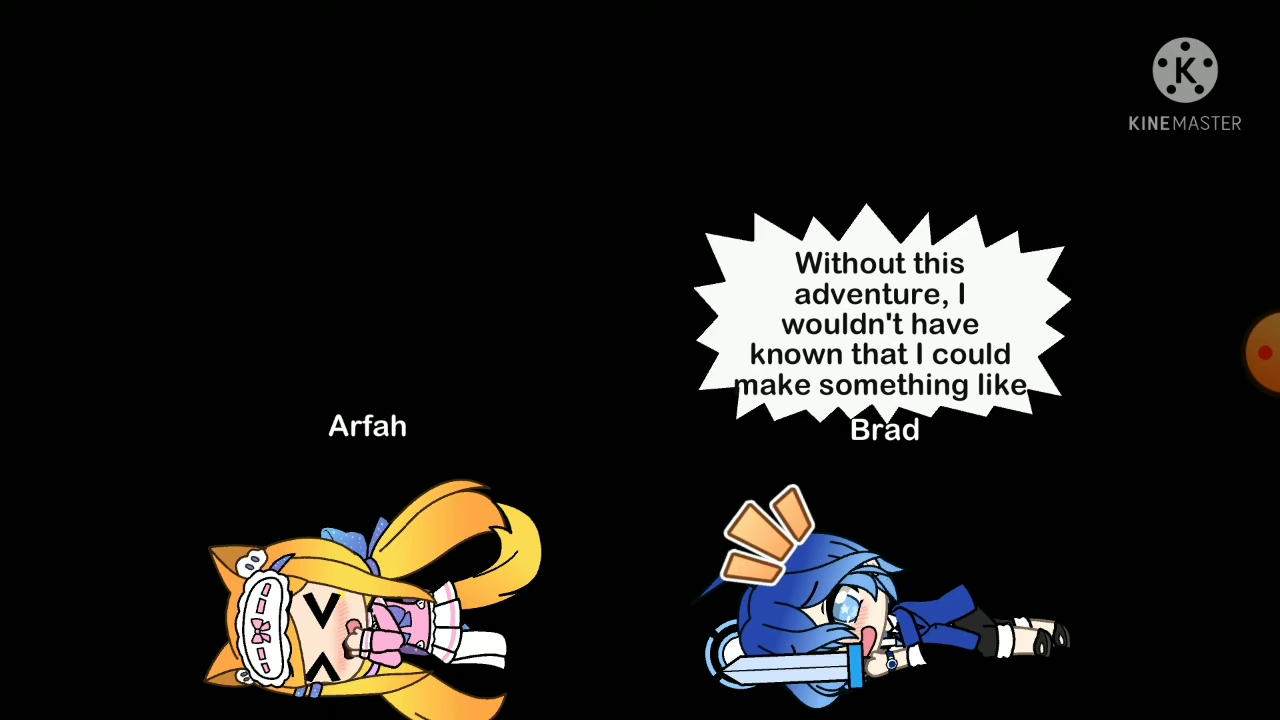 K
KINEMASTER
Without this
adventure, I
wouldn't have
known that I could
make something like
Arfah
Brad